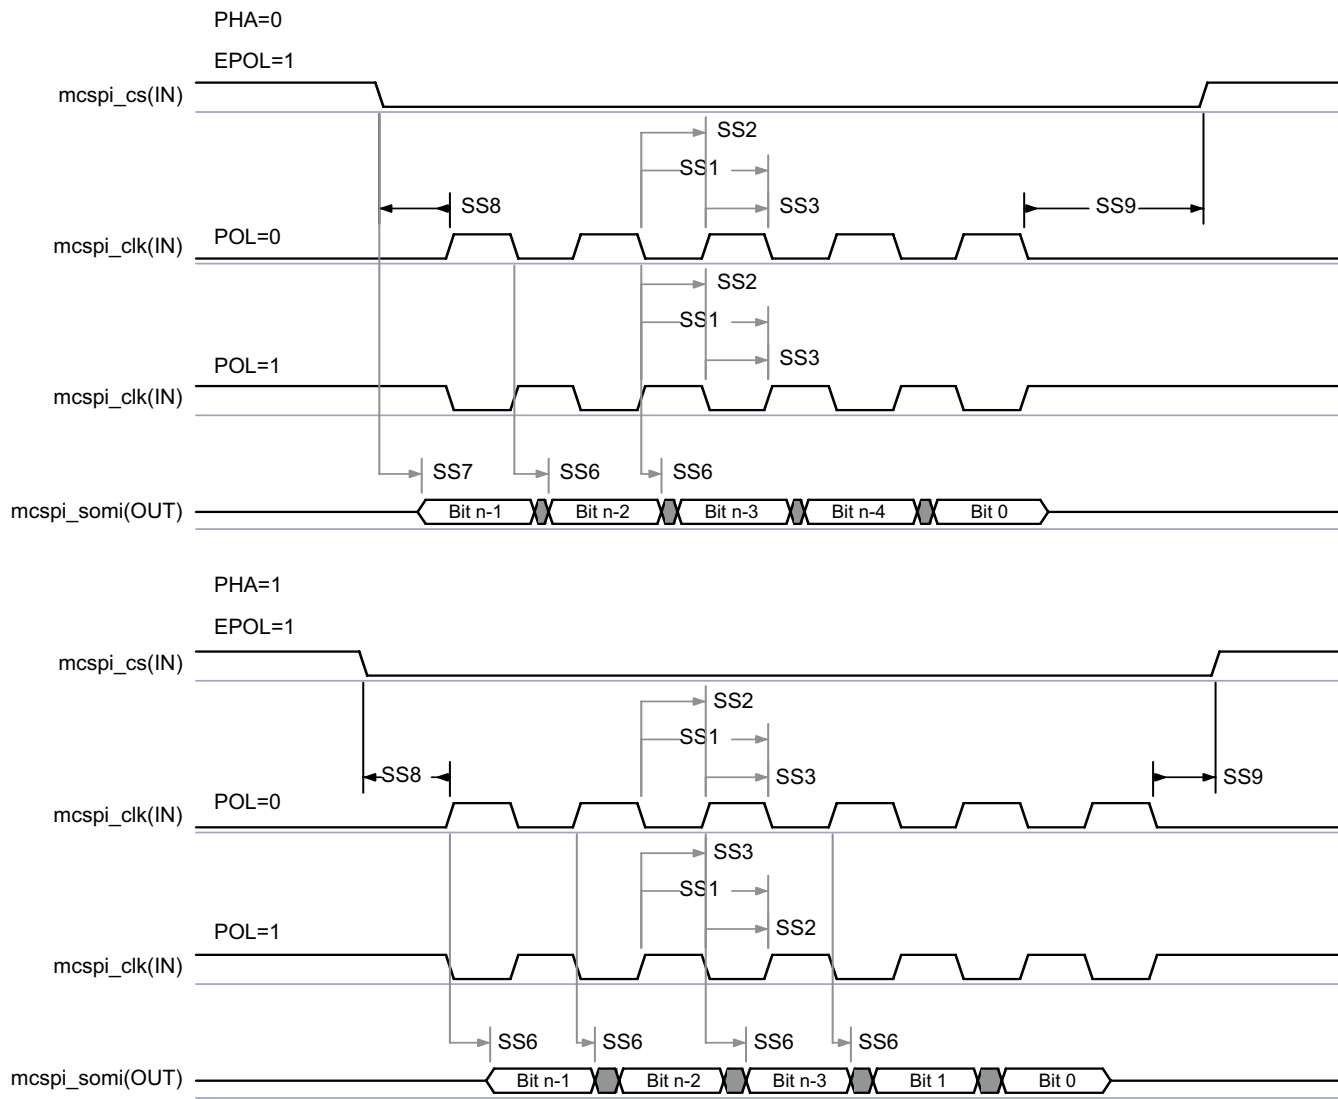 PHA=0
EPOL=1
mcspi_cs(IN)
SS2
SS1
SS8
SS3
SS9
POL=0
mcspi_clk(IN)
SS2
SS1
SS3
POL=1
mcspi_clk(IN)
SS7 SS6 SS6
mcspi_somi(OUT) Bit n-1 Bit n-2 Bit n-3 Bit n-4 Bit 0
PHA=1
EPOL=1
mcspi_cs(IN)
SS2
SS1
SS8 SS3 SS9
POL=0
mcspi_clk(IN)
SS3
SS1
SS2
POL=1
mcspi_clk(IN)
SS6 SS6 SS6 SS6
mcspi_somi(OUT) Bit n-1 Bit n-2 Bit n-3 Bit 1 Bit 0